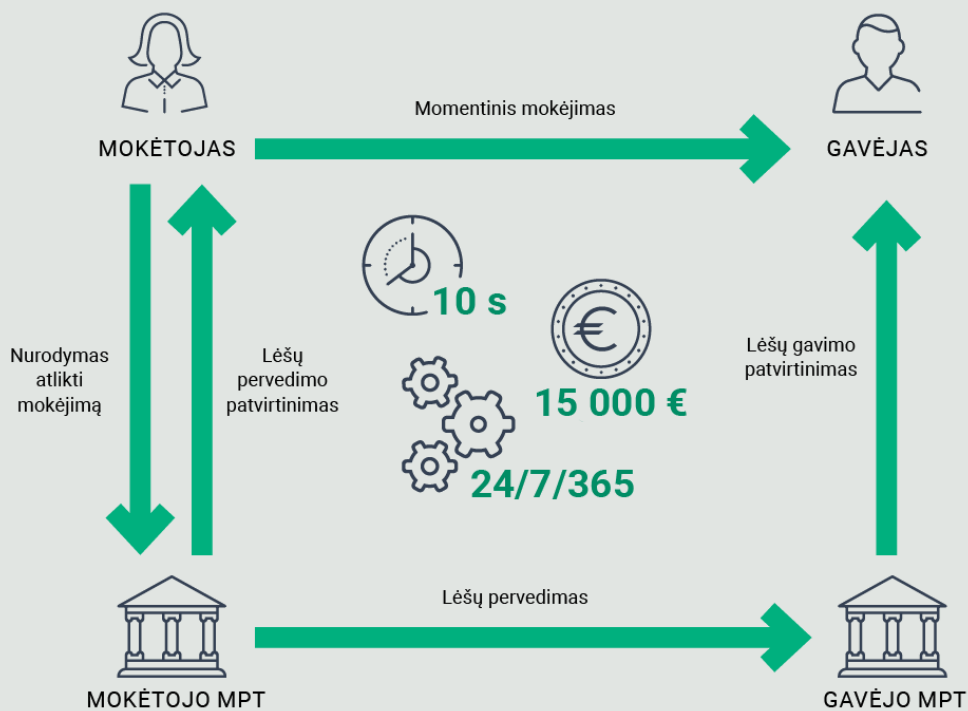 Momentinis mokėjimas
MOKĖTOJAS
GAVĖJAS
10 s
Nurodymas
atlikti
mokėjimą
Lėšų
pervedimo
patvirtinimas
15 000 €
Lėšų gavimo
patvirtinimas
24/7/365
Lėšų pervedimas
MOKĖTOJO MPT
GAVĖJO MPT